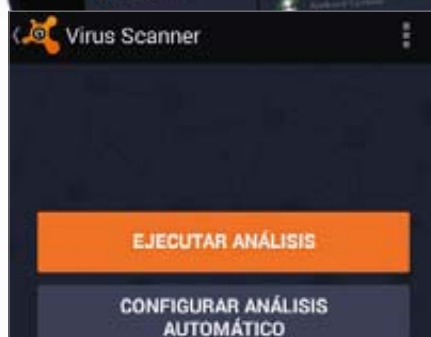 Virus Scanner
EJECUTAR ANÁLISIS
CONFIGURAR ANÁLISIS
AUTOMÁTICO